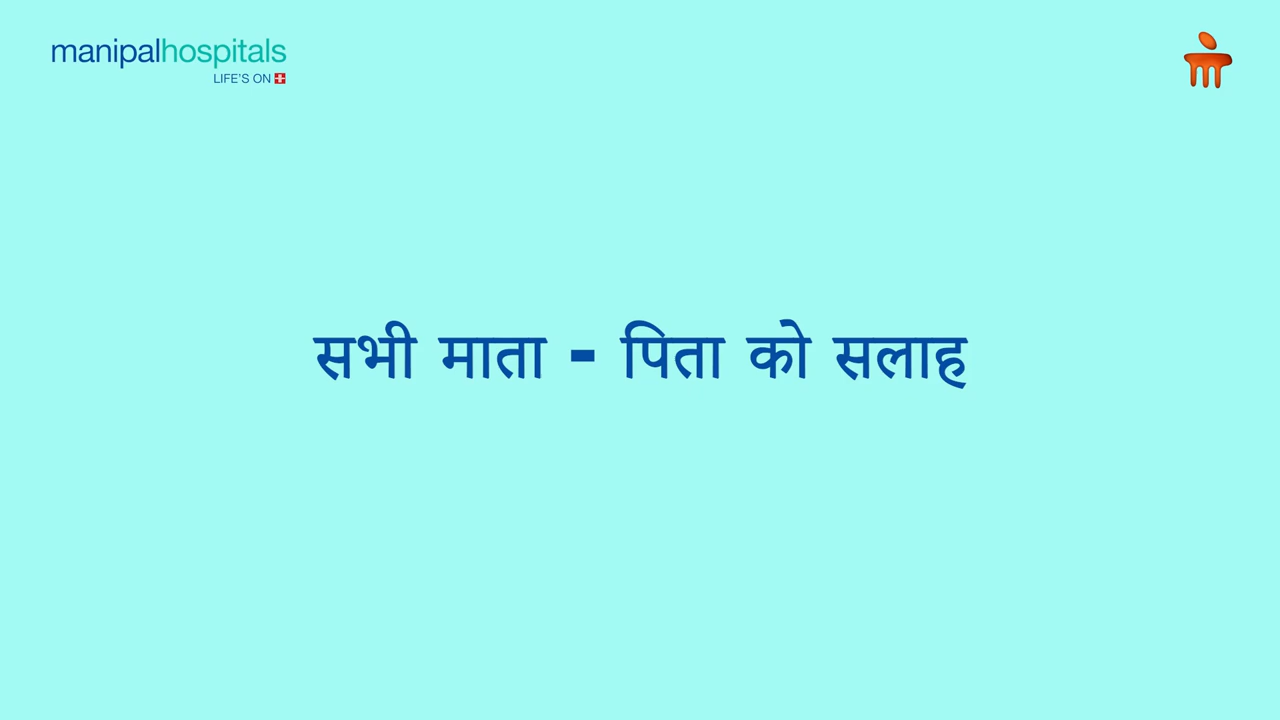 manipalhospitals
LIFE'S ON
सभी माता - पिता को सलाह